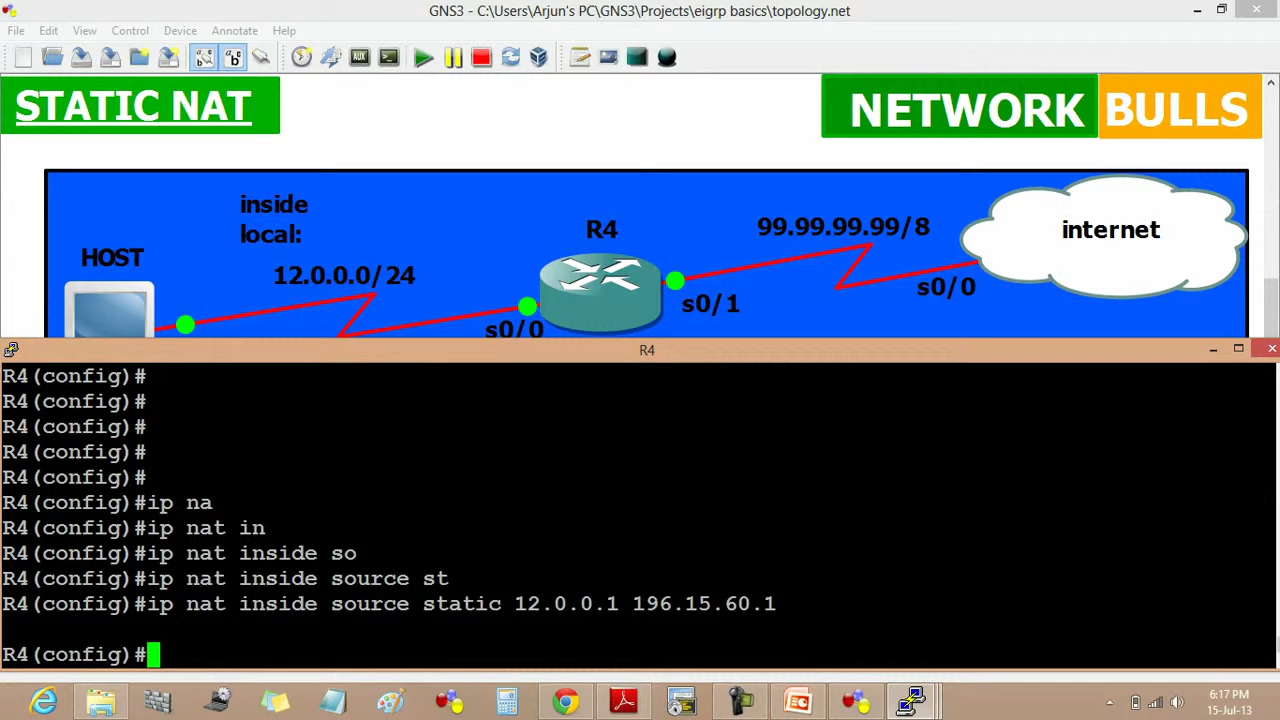 GNS3 - C:\Users\Arjun's PC\GNS3\Projects\eigrp basics\topology.net
File Edit View Control Device Annotate Help
AUX
STATIC NAT
NETWORK BULLS
inside
local:
HOST
12.0.0.0/24
R4
99.99.99.99/8
internet
s0/0
s0/1
s0/0
R4
R4(config)#
R4(config)#
R4(config)#
R4(config)#
R4(config)#
R4(config)#ip na
R4(config)#ip nat in
R4(config)#ip nat inside so
R4(config)#ip nat inside source st
R4(config)#ip nat inside source static 12.0.0.1 196.15.60.1
R4(config)#
6:17 PM
15-Jul-13